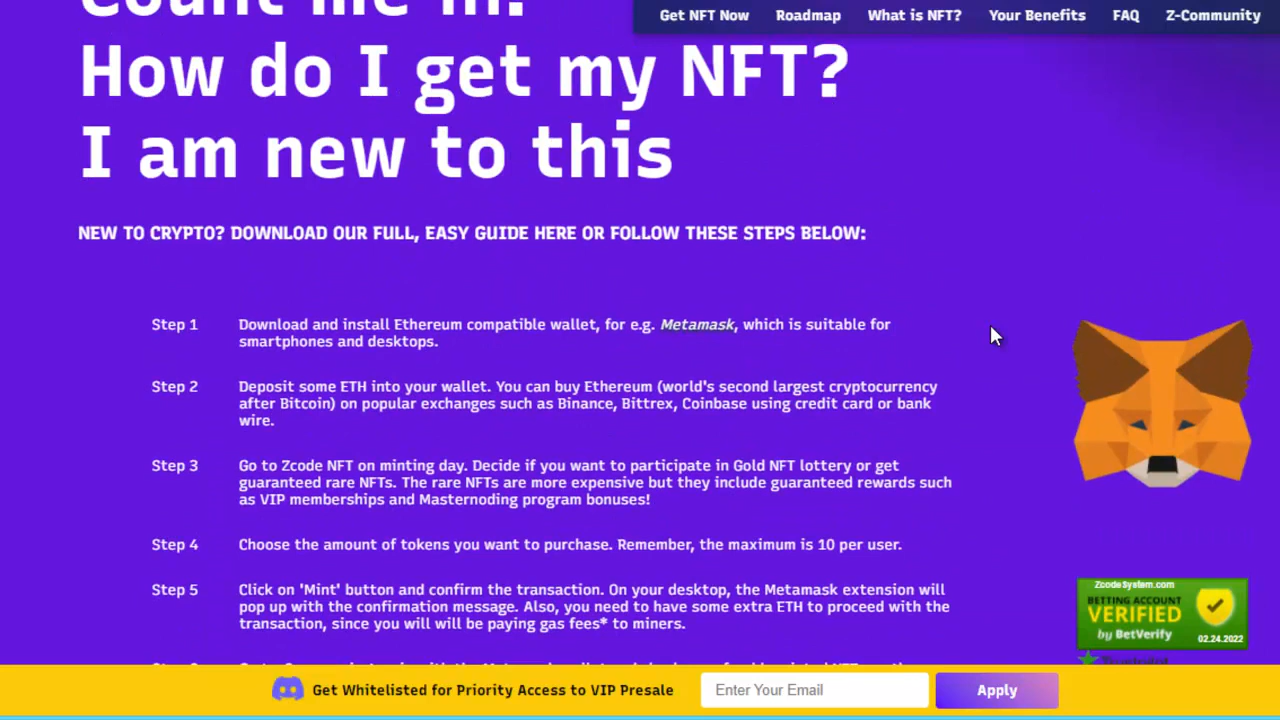 Count me in!
Get NFT Now Roadmap What is NFT? Your Benefits FAQ Z-Community
How do I get my NFT?
I am new to this
NEW TO CRYPTO? DOWNLOAD OUR FULL, EASY GUIDE HERE OR FOLLOW THESE STEPS BELOW:
Step 1 Download and install Ethereum compatible wallet, for e.g. Metamask, which is suitable for
smartphones and desktops.
Step 2 Deposit some ETH into your wallet. You can buy Ethereum (world's second largest cryptocurrency
after Bitcoin) on popular exchanges such as Binance, Bittrex, Coinbase using credit card or bank
wire.
Step 3 Go to Zcode NFT on minting day. Decide if you want to participate in Gold NFT lottery or get
guaranteed rare NFTs. The rare NFTs are more expensive but they include guaranteed rewards such
as VIP memberships and Masternoding program bonuses!
Step 4 Choose the amount of tokens you want to purchase. Remember, the maximum is 10 per user.
Step 5 Click on 'Mint' button and confirm the transaction. On your desktop, the Metamask extension will
pop up with the confirmation message. Also, you need to have some extra ETH to proceed with the
transaction, since you will will be paying gas fees* to miners.
ZcodeSystem.com
BETTING ACCOUNT
VERIFIED
by BetVerify
02.24.2022
Trustpilot
Get Whitelisted for Priority Access to VIP Presale Enter Your Email Apply